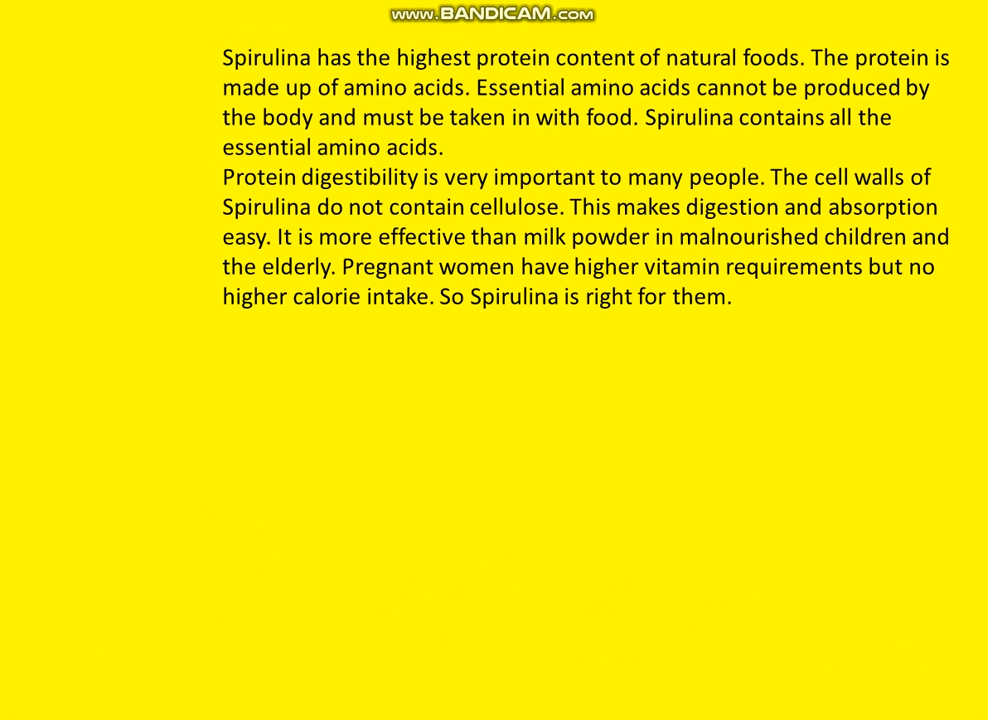 www.BANDICAM.com
Spirulina has the highest protein content of natural foods. The protein is
made up of amino acids. Essential amino acids cannot be produced by
the body and must be taken in with food. Spirulina contains all the
essential amino acids.
Protein digestibility is very important to many people. The cell walls of
Spirulina do not contain cellulose. This makes digestion and absorption
easy. It is more effective than milk powder in malnourished children and
the elderly. Pregnant women have higher vitamin requirements but no
higher calorie intake. So Spirulina is right for them.